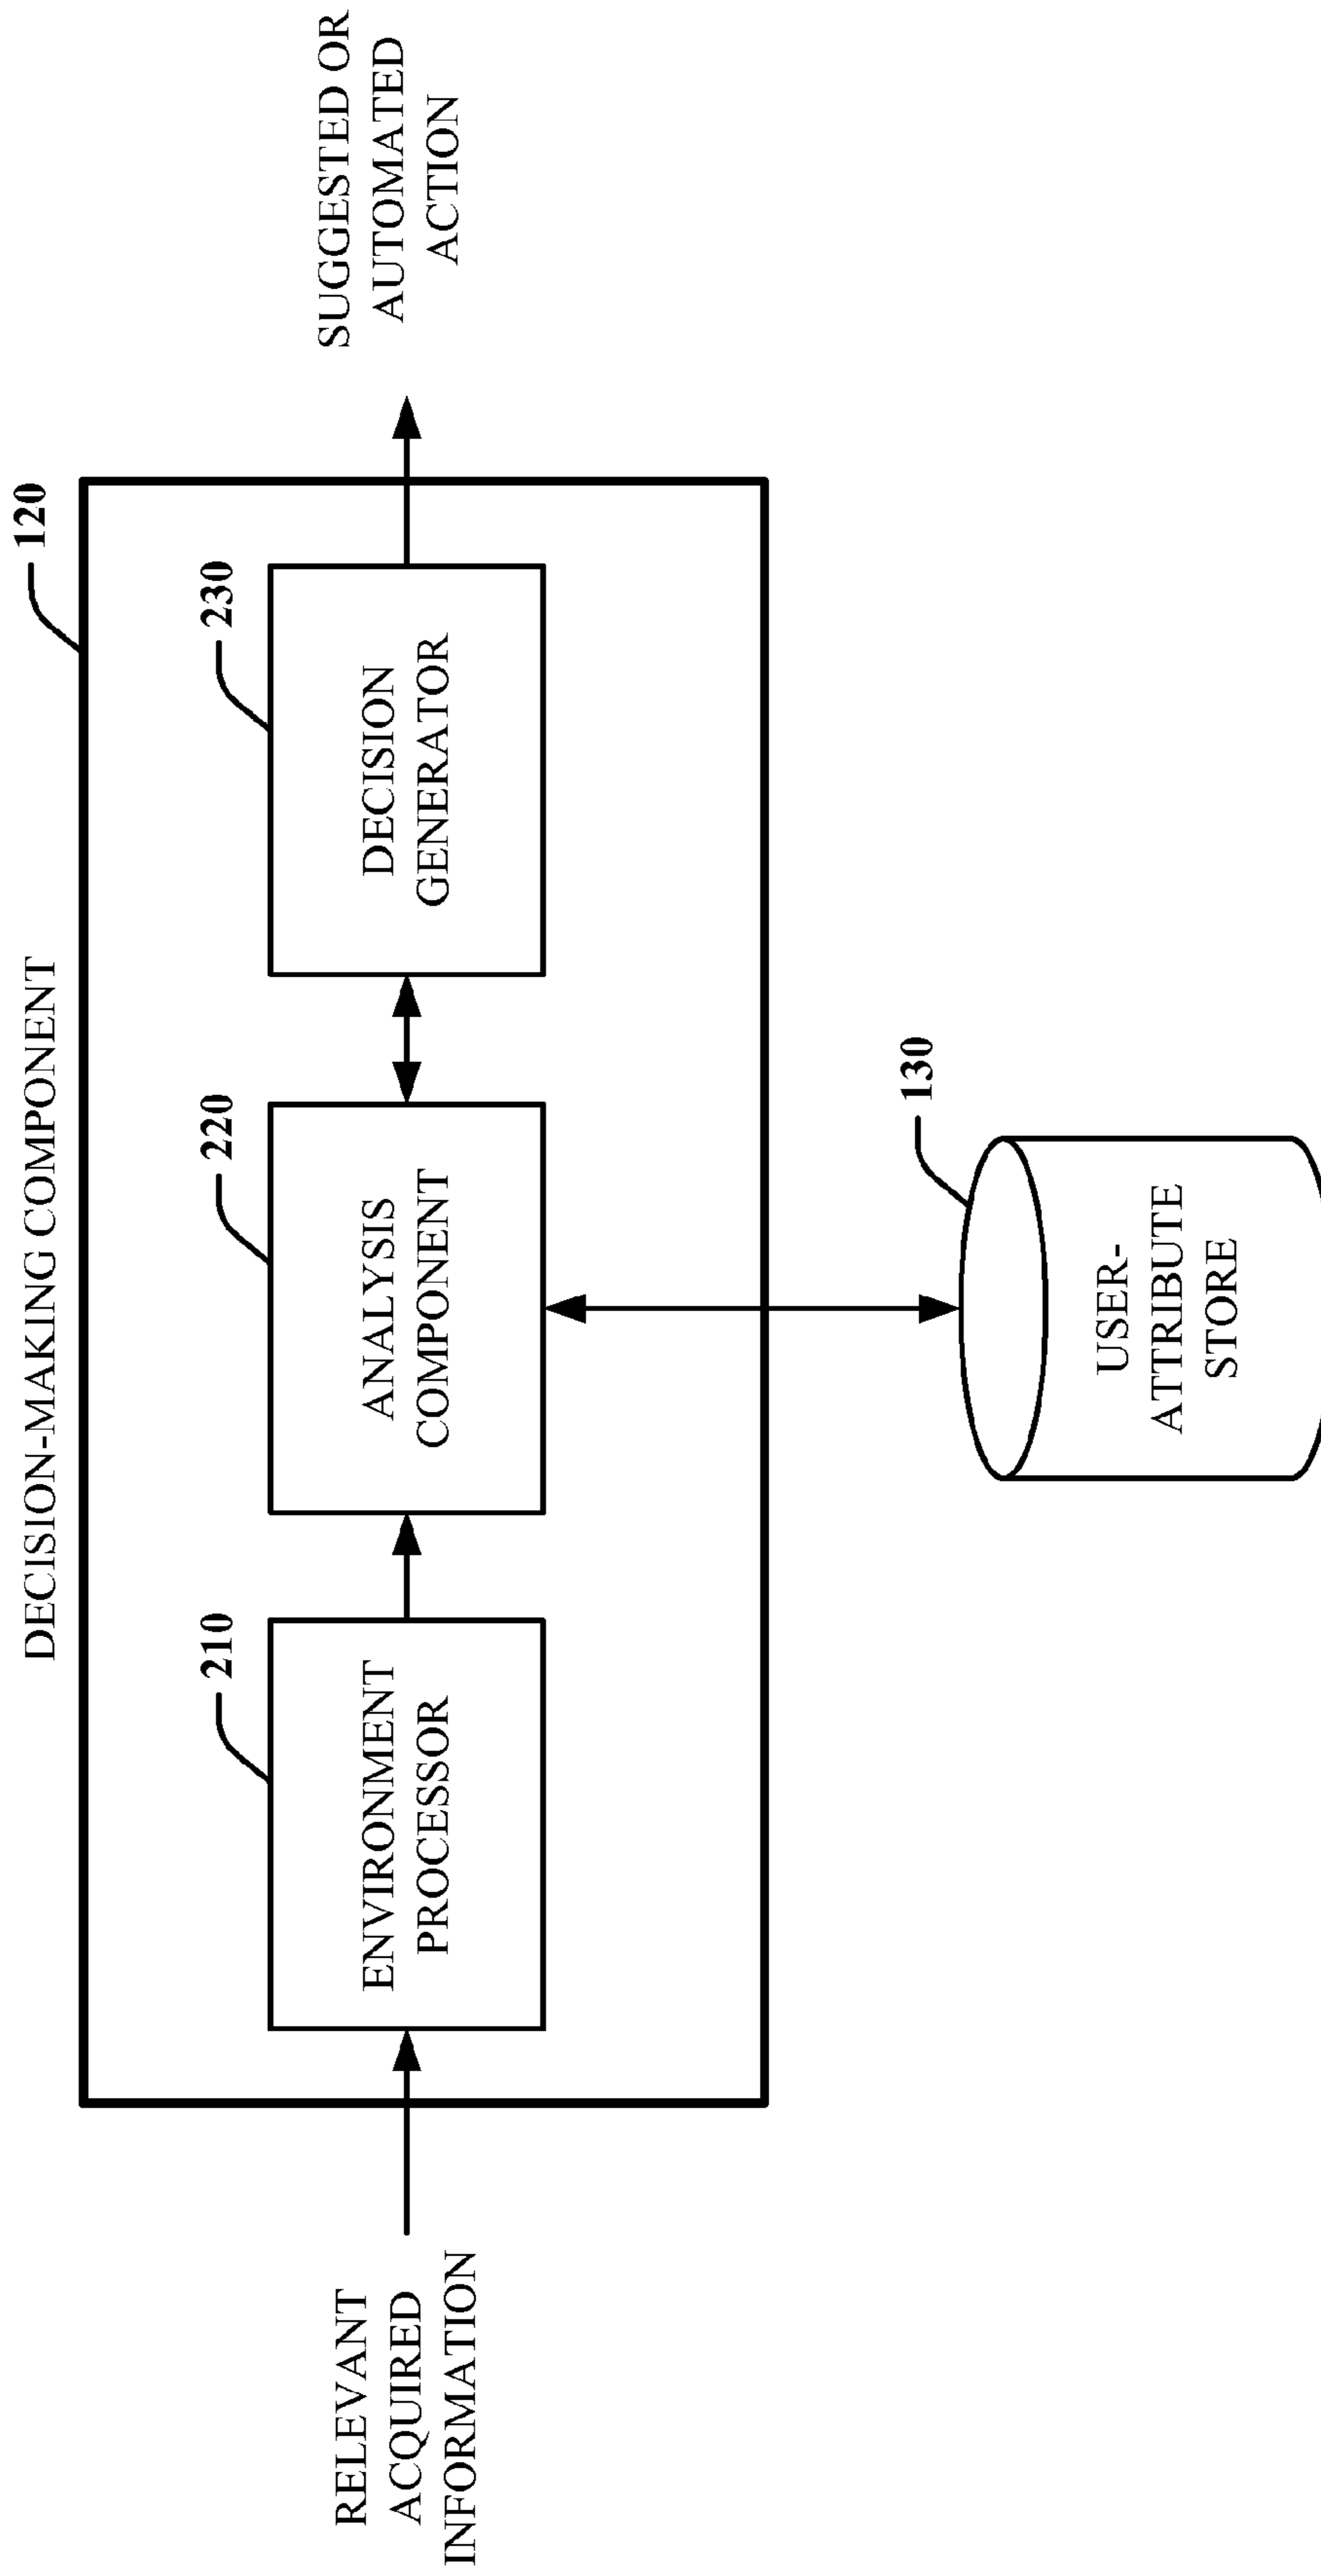 DECISION-MAKING COMPONENT
120
RELEVANT
ACQUIRED
INFORMATION
210
ENVIRONMENT
PROCESSOR
220
ANALYSIS
COMPONENT
230
DECISION
GENERATOR
SUGGESTED OR
AUTOMATED
ACTION
130
USER-
ATTRIBUTE
STORE